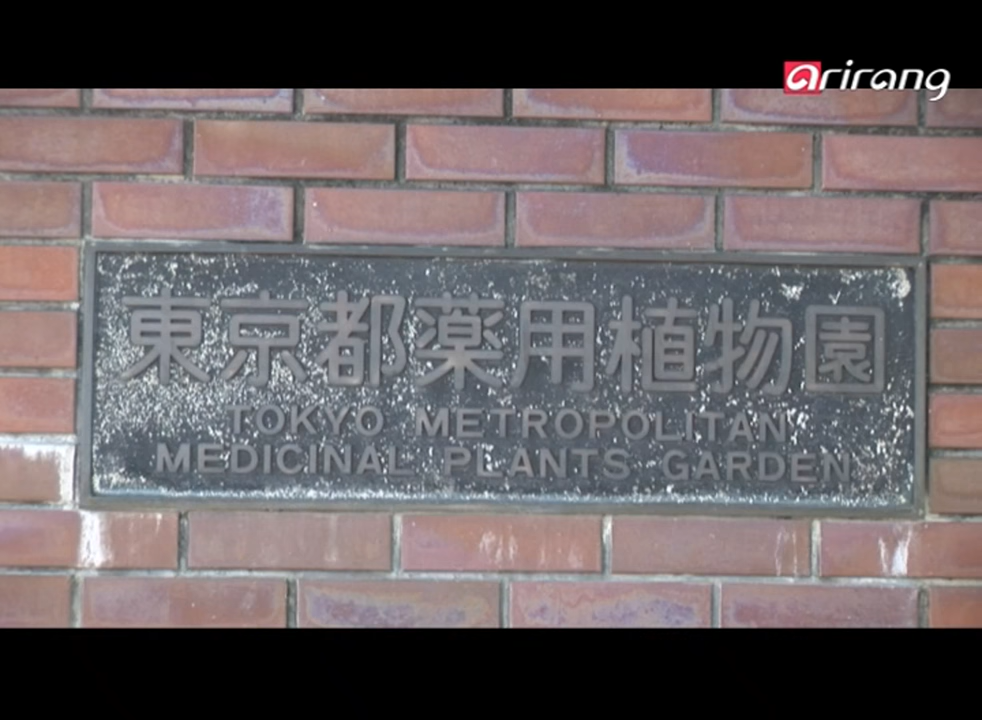 arirang
東京都薬用植物園
TOKYO METROPOLITAN
MEDICINAL PLANTS GARDEN